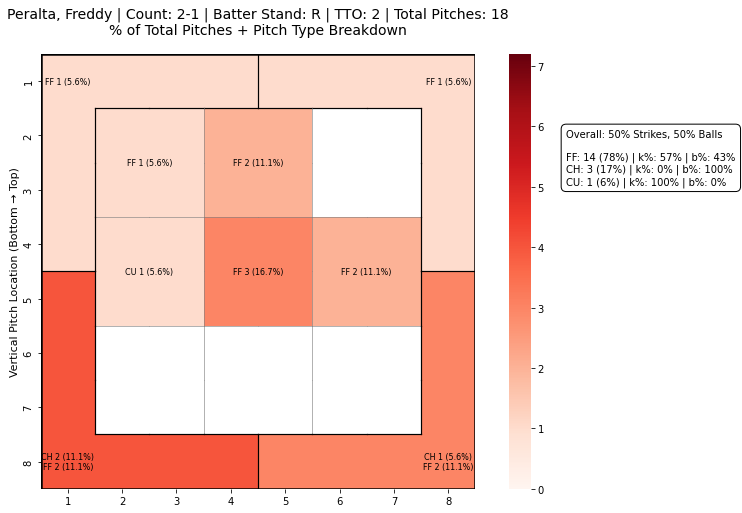 Peralta, Freddy | Count: 2-1 | Batter Stand: R | TTO: 2 | Total Pitches: 18
% of Total Pitches + Pitch Type Breakdown
Vertical Pitch Location (Bottom → Top)
1
2
3
4
5
6
7
8
FF 1 (5.6%)
FF 1 (5.6%)
FF 1 (5.6%)
FF 2 (11.1%)
CU 1 (5.6%)
FF 3 (16.7%)
FF 2 (11.1%)
CH 2 (11.1%)
FF 2 (11.1%)
CH 1 (5.6%)
FF 2 (11.1%)
1
2
3
4
5
6
7
8
7
6
5
4
3
2
1
0
Overall: 50% Strikes, 50% Balls
FF: 14 (78%) | k%: 57% | b%: 43%
CH: 3 (17%) | k%: 0% | b%: 100%
CU: 1 (6%) | k%: 100% | b%: 0%